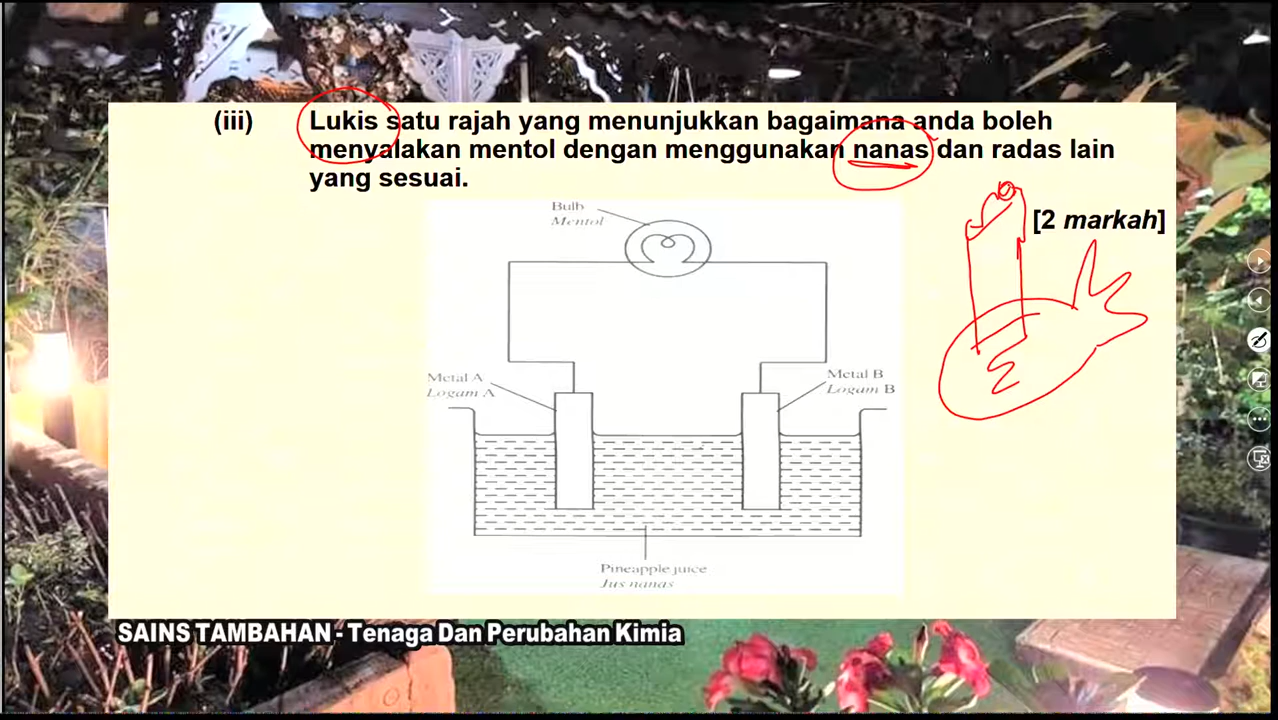 (iii) Lukis satu rajah yang menunjukkan bagaimana anda boleh
menyalakan mentol dengan menggunakan nanas dan radas lain
yang sesuai.
[2 markah]
Bulb
Mentol
Metal A
Logam A
Metal B
Logam B
Pineapple juice
Jus nanas
SAINS TAMBAHAN - Tenaga Dan Perubahan Kimia